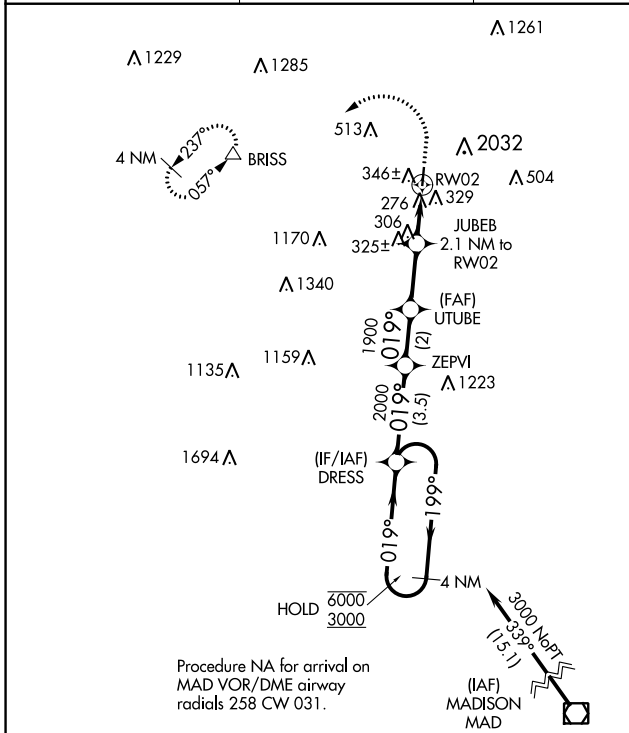 1261
1229
1285
513
2032
237°
4 NM
BRISS
057°
346±
RW02
504
276
329
306
JUBEB
1170
325±
2.1 NM to
RW02
1340
(FAF)
UTUBE
1900
019°
(2)
1159
ZEPVI
1135
1223
2000
019°
(3.5)
1694
(IF/IAF)
DRESS
199°
019°
4 NM
HOLD
6000
3000
3000 NoPT
339°
(15.1)
Procedure NA for arrival on
MAD VOR/DME airway
radials 258 CW 031.
(IAF)
MADISON
MAD